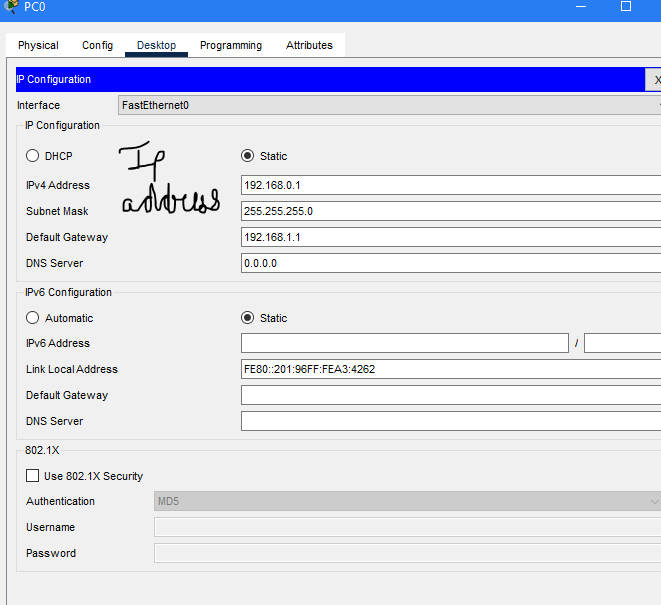 PC0
Physical Config Desktop Programming Attributes
IP Configuration X
Interface FastEthernet0
IP Configuration
DHCP Static
Ip
address
IPv4 Address 192.168.0.1
Subnet Mask 255.255.255.0
Default Gateway 192.168.1.1
DNS Server 0.0.0.0
IPv6 Configuration
Automatic Static
IPv6 Address /
Link Local Address FE80::201:96FF:FEA3:4262
Default Gateway
DNS Server
802.1X
Use 802.1X Security
Authentication MD5
Username
Password